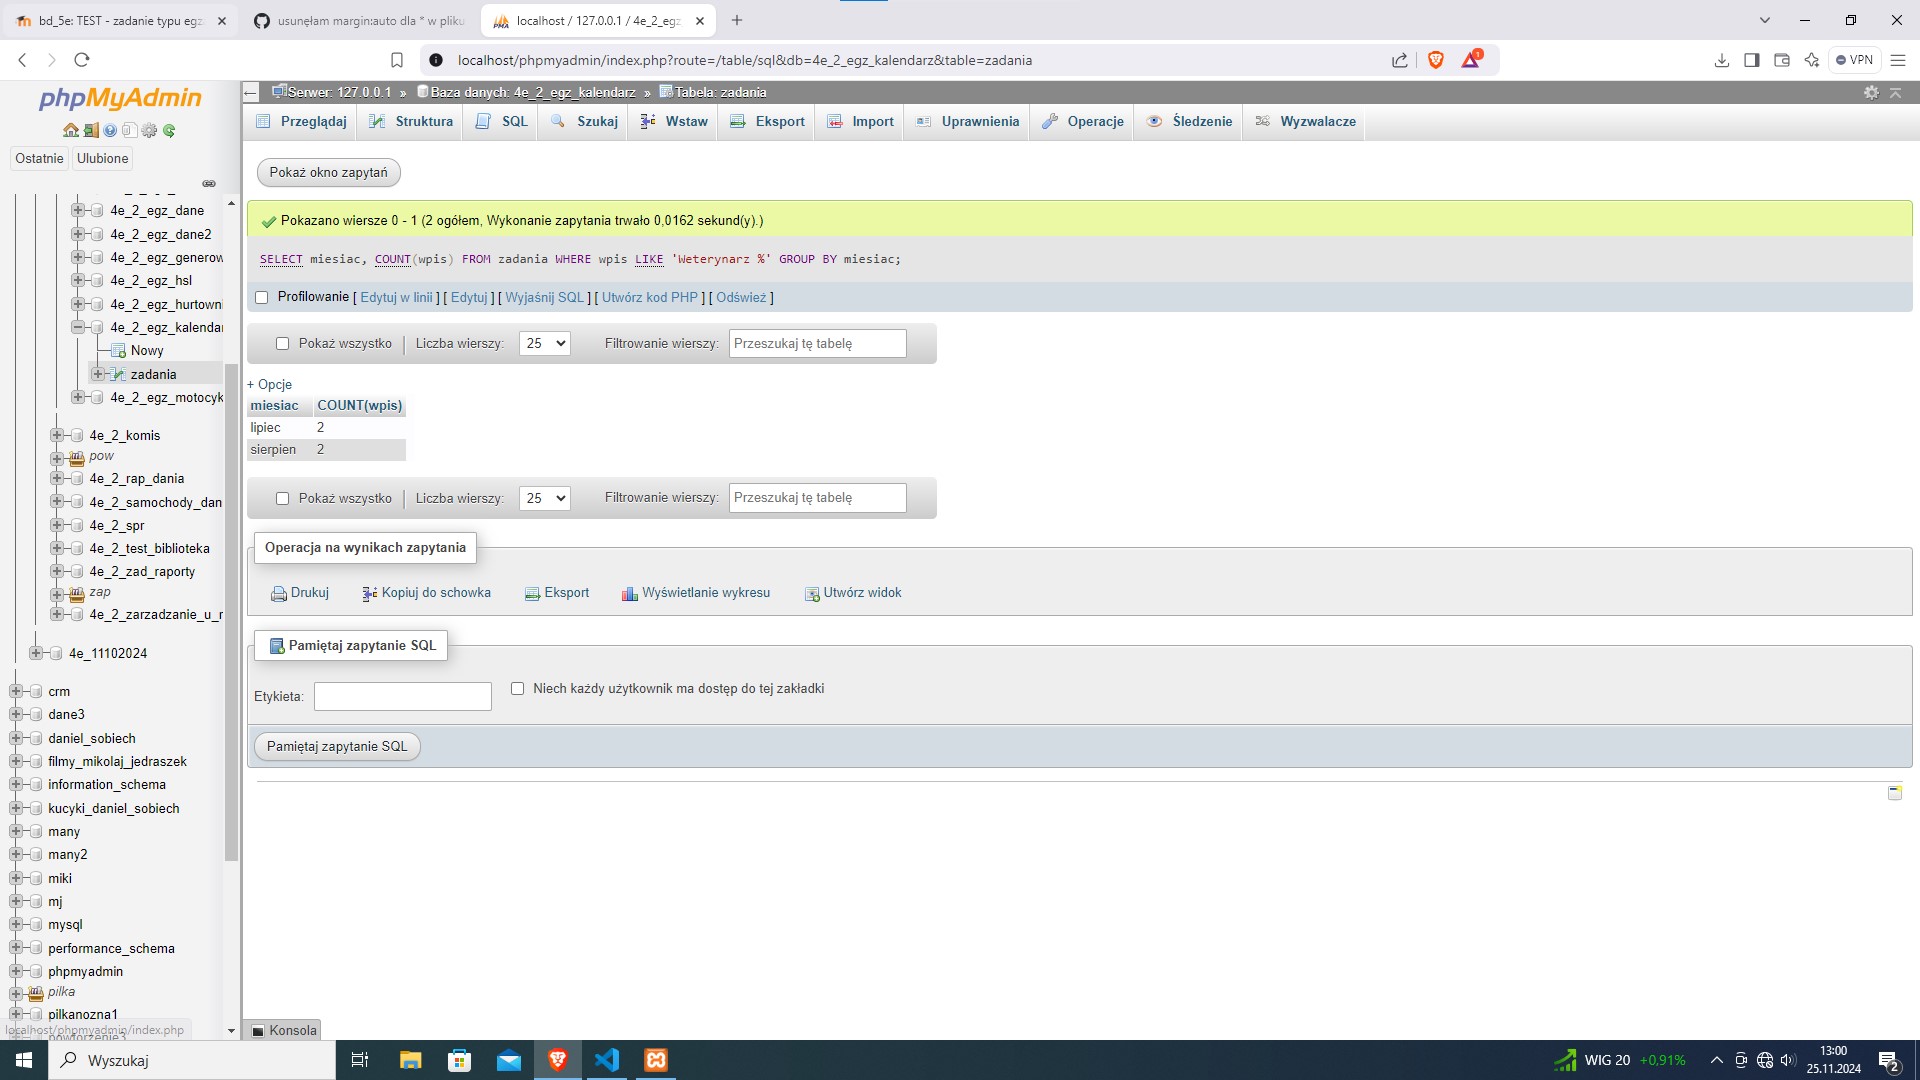 bd_5e: TEST - zadanie typu egz
usunęłam margin:auto dla * w pliku
localhost / 127.0.0.1 / 4e_2_egz
localhost/phpmyadmin/index.php?route=/table/sql&db=4e_2_egz_kalendarz&table=zadania
1
VPN
phpMyAdmin
Ostatnie
Ulubione
4e_2_egz_dane
4e_2_egz_dane2
4e_2_egz_generow
4e_2_egz_hsl
4e_2_egz_hurtowni
4e_2_egz_kalendar
Nowy
zadania
4e_2_egz_motocyk
4e_2_komis
pow
4e_2_rap_dania
4e_2_samochody_dan
4e_2_spr
4e_2_test_biblioteka
4e_2_zad_raporty
zap
4e_2_zarzadzanie_u_r
4e_11102024
crm
dane3
daniel_sobiech
filmy_mikolaj_jedraszek
information_schema
kucyki_daniel_sobiech
many
many2
miki
mj
mysql
performance_schema
phpmyadmin
pilka
pilkanozna1
localhost/phpmyadmin/index.php
powtorzenie3
Serwer: 127.0.0.1 » Baza danych: 4e_2_egz_kalendarz » Tabela: zadania
Przeglądaj
Struktura
SQL
Szukaj
Wstaw
Eksport
Import
Uprawnienia
Operacje
Śledzenie
Wyzwalacze
Pokaż okno zapytań
Pokazano wiersze 0 - 1 (2 ogółem, Wykonanie zapytania trwało 0,0162 sekund(y).)
SELECT miesiac, COUNT(wpis) FROM zadania WHERE wpis LIKE 'Weterynarz %' GROUP BY miesiac;
Profilowanie [ Edytuj w linii ] [ Edytuj ] [ Wyjaśnij SQL ] [ Utwórz kod PHP ] [ Odśwież ]
Pokaż wszystko | Liczba wierszy: 25 Filtrowanie wierszy: Przeszukaj tę tabelę
+ Opcje
miesiac COUNT(wpis)
lipiec 2
sierpien 2
Pokaż wszystko | Liczba wierszy: 25 Filtrowanie wierszy: Przeszukaj tę tabelę
Operacja na wynikach zapytania
Drukuj
Kopiuj do schowka
Eksport
Wyświetlanie wykresu
Utwórz widok
Pamiętaj zapytanie SQL
Etykieta:
Niech każdy użytkownik ma dostęp do tej zakładki
Pamiętaj zapytanie SQL
Konsola
Wyszukaj
WIG 20 +0,91%
13:00
25.11.2024
2